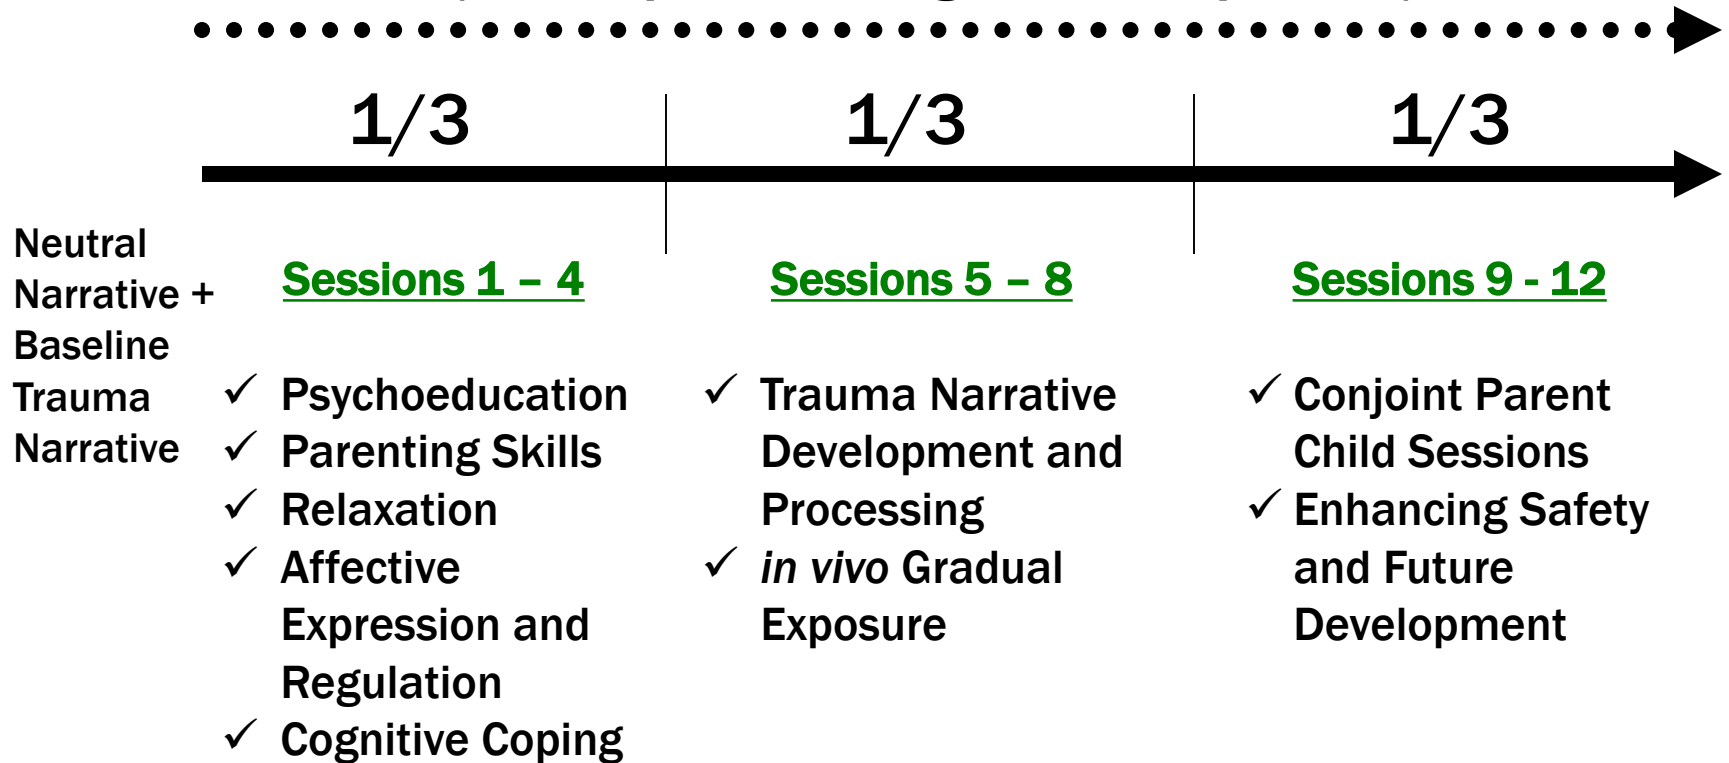 1/3
1/3
1/3
Neutral
Narrative +
Baseline
Trauma
Narrative
Sessions 1 – 4
✓ Psychoeducation
✓ Parenting Skills
✓ Relaxation
✓ Affective
Expression and
Regulation
✓ Cognitive Coping
Sessions 5 – 8
✓ Trauma Narrative
Development and
Processing
✓ in vivo Gradual
Exposure
Sessions 9 - 12
✓ Conjoint Parent
Child Sessions
✓ Enhancing Safety
and Future
Development